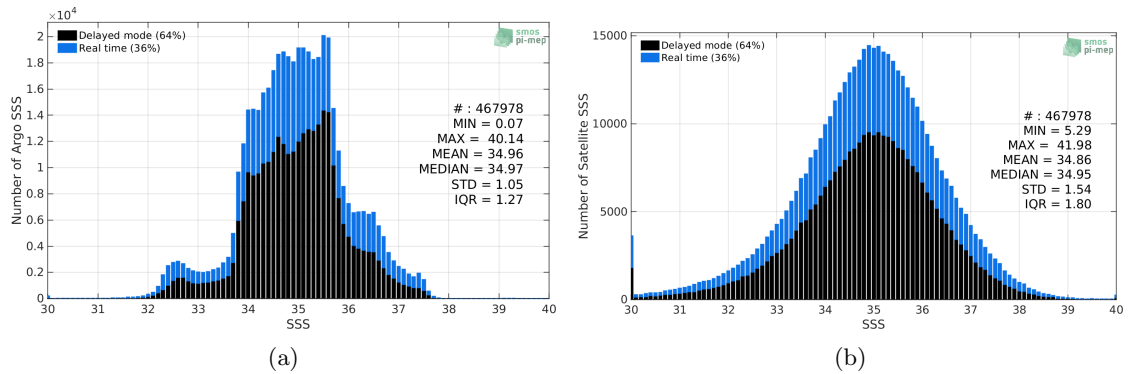 ×10⁴
Delayed mode (64%)
Real time (36%)
smos
pi-mep
# : 467978
MIN = 0.07
MAX = 40.14
MEAN = 34.96
MEDIAN = 34.97
STD = 1.05
IQR = 1.27
Number of Argo SSS
2
1.8
1.6
1.4
1.2
1
0.8
0.6
0.4
0.2
0
30 31 32 33 34 35 36 37 38 39 40
SSS
(a)
Delayed mode (64%)
Real time (36%)
smos
pi-mep
# : 467978
MIN = 5.29
MAX = 41.98
MEAN = 34.86
MEDIAN = 34.95
STD = 1.54
IQR = 1.80
Number of Satellite SSS
15000
10000
5000
0
30 31 32 33 34 35 36 37 38 39 40
SSS
(b)